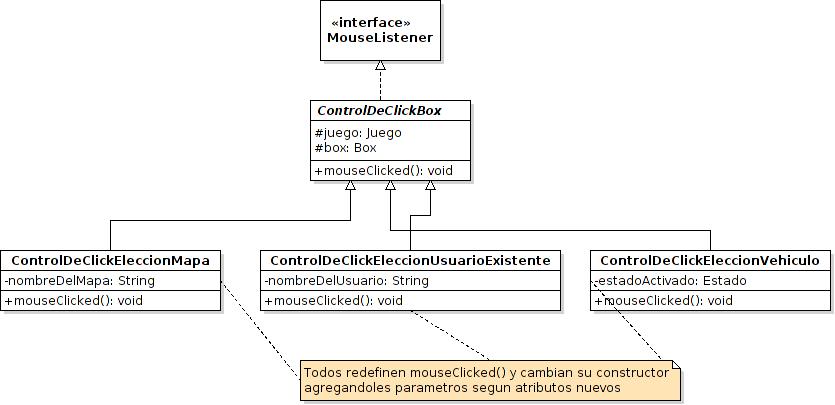 «interface»
MouseListener
ControlDeClickBox
#juego: Juego
#box: Box
+mouseClicked(): void
ControlDeClickEleccionMapa
-nombreDelMapa: String
+mouseClicked(): void
ControlDeClickEleccionUsuarioExistente
-nombreDelUsuario: String
+mouseClicked(): void
ControlDeClickEleccionVehiculo
-estadoActivado: Estado
+mouseClicked(): void
Todos redefinen mouseClicked() y cambian su constructor
agregandoles parametros segun atributos nuevos